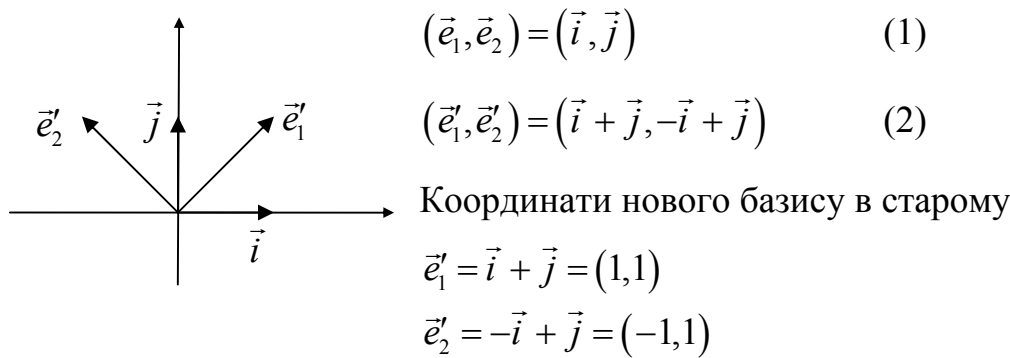 (e⃗₁,e⃗₂)=(i⃗,j⃗) (1)
e⃗′₂ j⃗ e⃗′₁
(e⃗′₁,e⃗′₂)=(i⃗+j⃗,−i⃗+j⃗) (2)
Координати нового базису в старому
i⃗
e⃗′₁=i⃗+j⃗=(1,1)
e⃗′₂=−i⃗+j⃗=(−1,1)